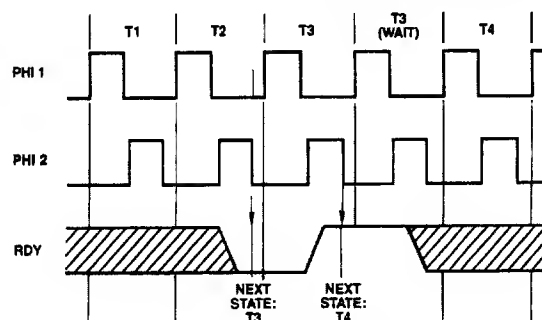 T1 T2 T3 T3 T4
(WAIT)
PHI 1
PHI 2
RDY
NEXT NEXT
STATE: STATE:
T3 T4